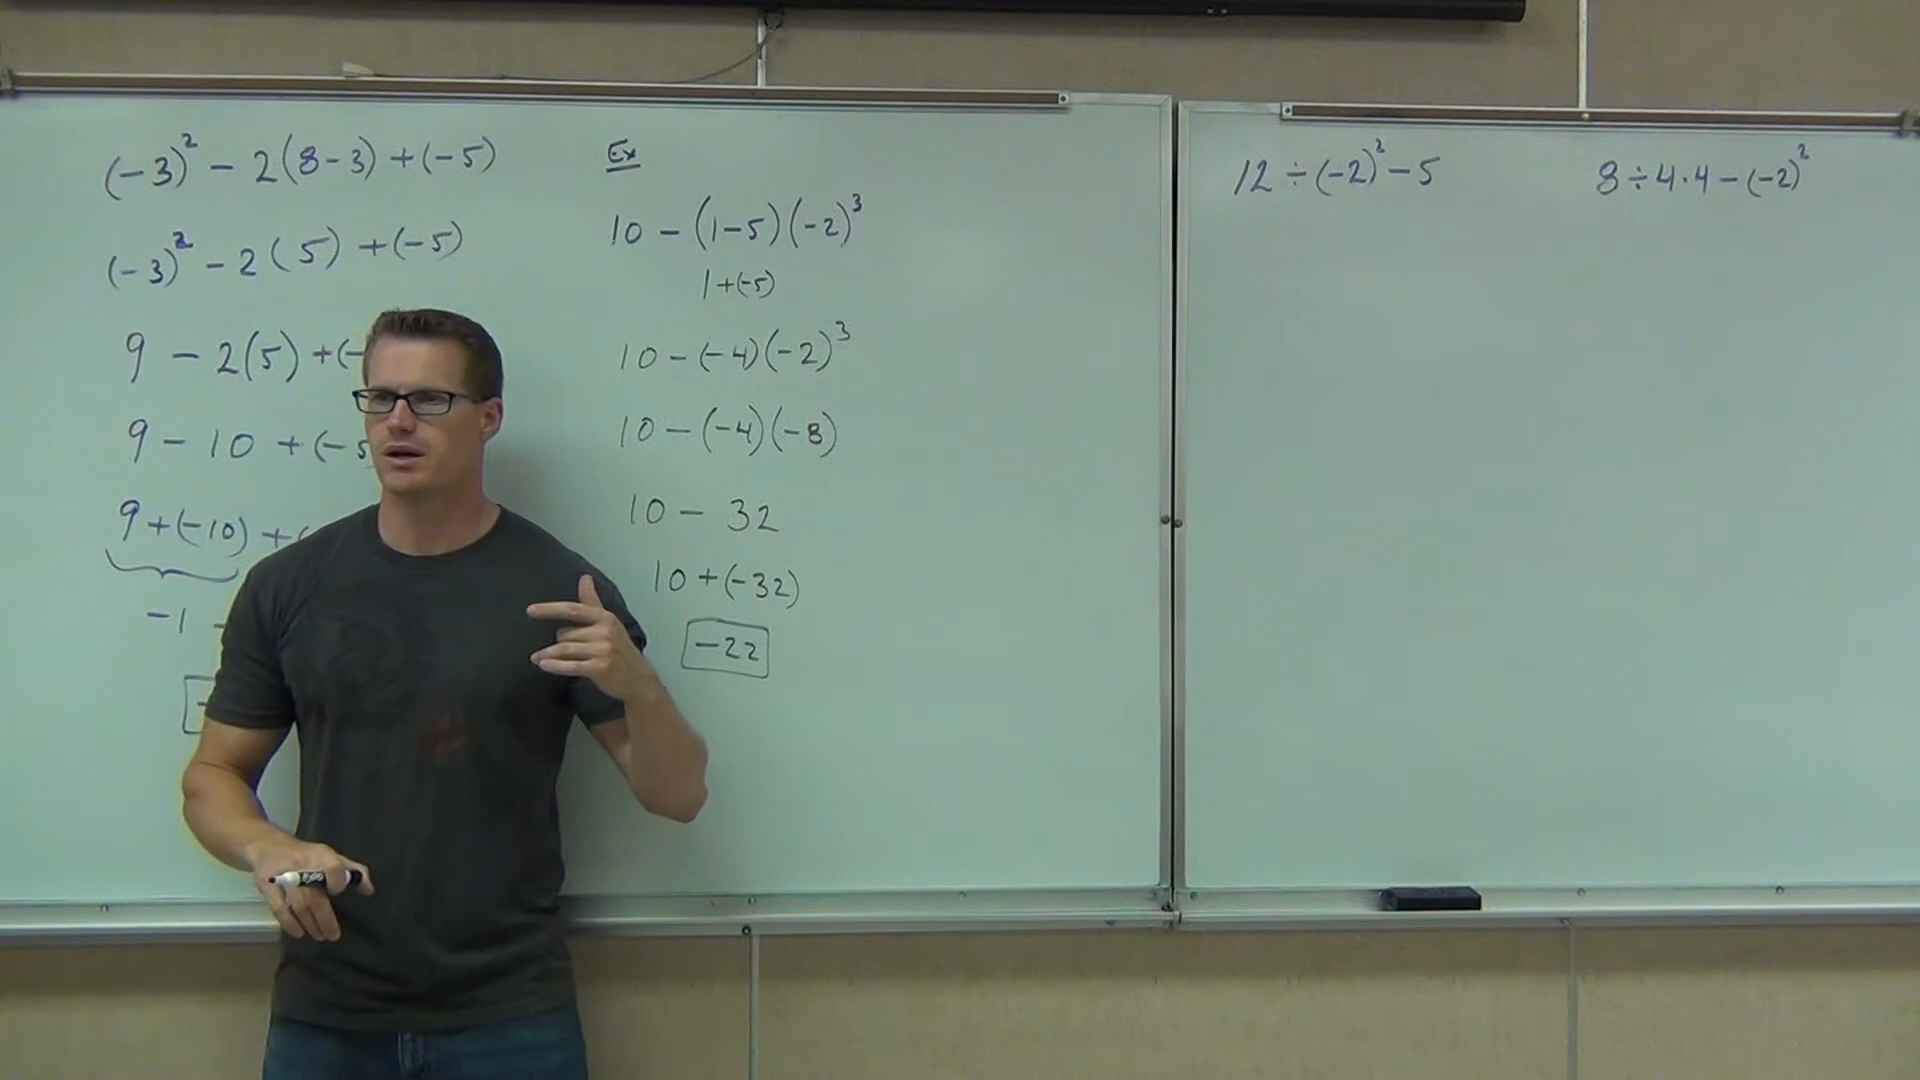 (-3)² - 2(8-3) + (-5)
(-3)² - 2(5) + (-5)
9 - 2(5) + (-
9 - 10 + (-5
9 + (-10) + (
-1 -
Ex
10 - (1-5)(-2)³
1+(-5)
10 - (-4)(-2)³
10 - (-4)(-8)
10 - 32
10 + (-32)
-22
12 ÷ (-2)² - 5
8 ÷ 4 · 4 - (-2)²
EXPO